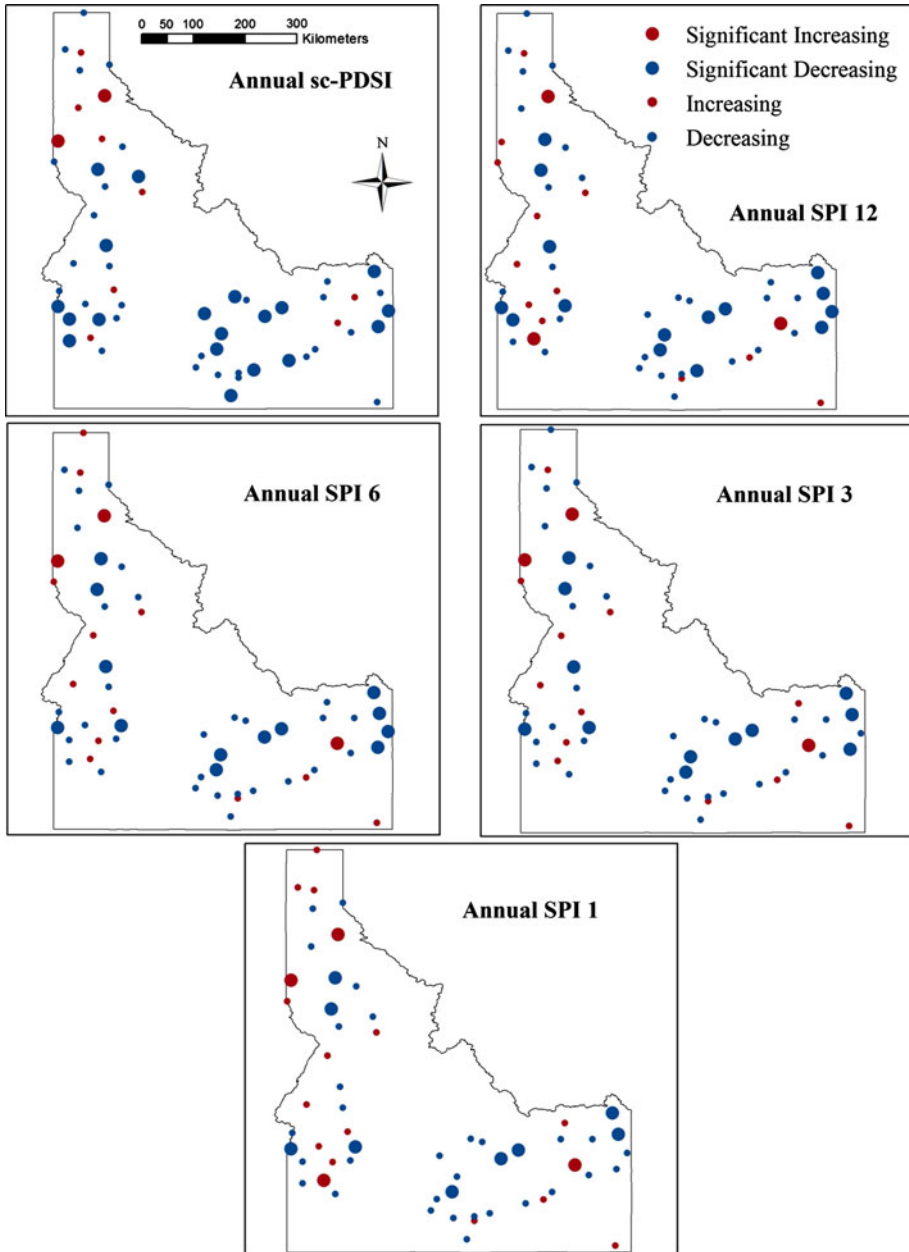 0 50 100 200 300
Kilometers
Annual sc-PDSI
N
Significant Increasing
Significant Decreasing
Increasing
Decreasing
Annual SPI 12
Annual SPI 6
Annual SPI 3
Annual SPI 1